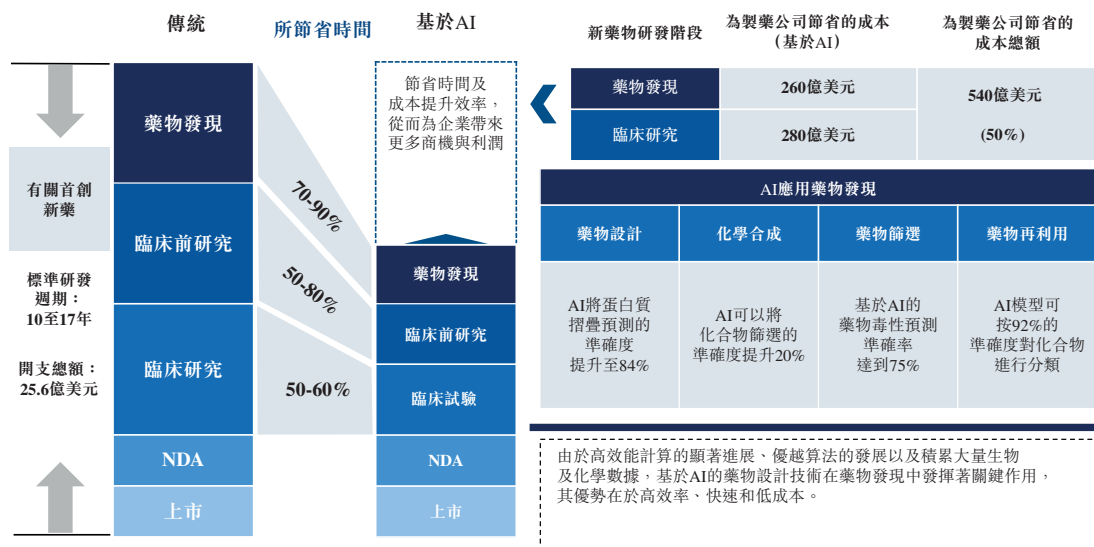 傳統
所節省時間
基於AI
有關首創
新藥
標準研發
週期：
10至17年
開支總額：
25.6億美元
藥物發現
臨床前研究
臨床研究
NDA
上市
70-90%
50-80%
50-60%
節省時間及
成本提升效率，
從而為企業帶來
更多商機與利潤
藥物發現
臨床前研究
臨床試驗
NDA
上市
新藥物研發階段
為製藥公司節省的成本
(基於AI)
為製藥公司節省的
成本總額
藥物發現
260億美元
540億美元
臨床研究
280億美元
(50%)
AI應用藥物發現
藥物設計
化學合成
藥物篩選
藥物再利用
AI將蛋白質
摺疊預測的
準確度
提升至84%
AI可以將
化合物篩選的
準確度提升20%
基於AI的
藥物毒性預測
準確率
達到75%
AI模型可
按92%的
準確度對化合物
進行分類
由於高效能計算的顯著進展、優越算法的發展以及積累大量生物
及化學數據，基於AI的藥物設計技術在藥物發現中發揮著關鍵作用，
其優勢在於高效率、快速和低成本。